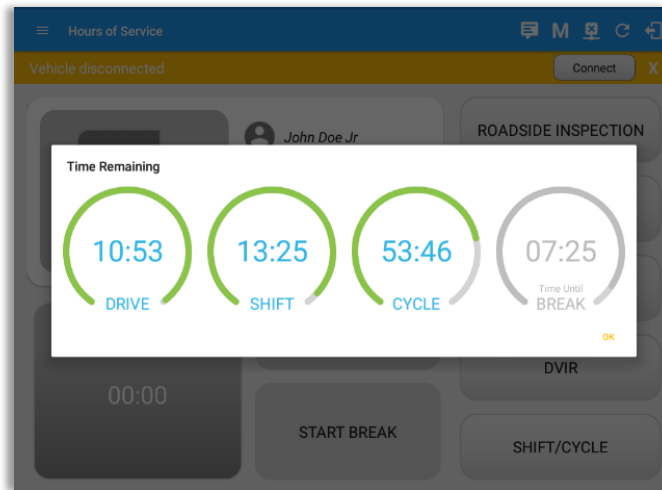 Hours of Service
M
Vehicle disconnected
Connect
X
John Doe Jr
ROADSIDE INSPECTION
Time Remaining
10:53
DRIVE
13:25
SHIFT
53:46
CYCLE
07:25
Time Until
BREAK
OK
DVIR
00:00
START BREAK
SHIFT/CYCLE